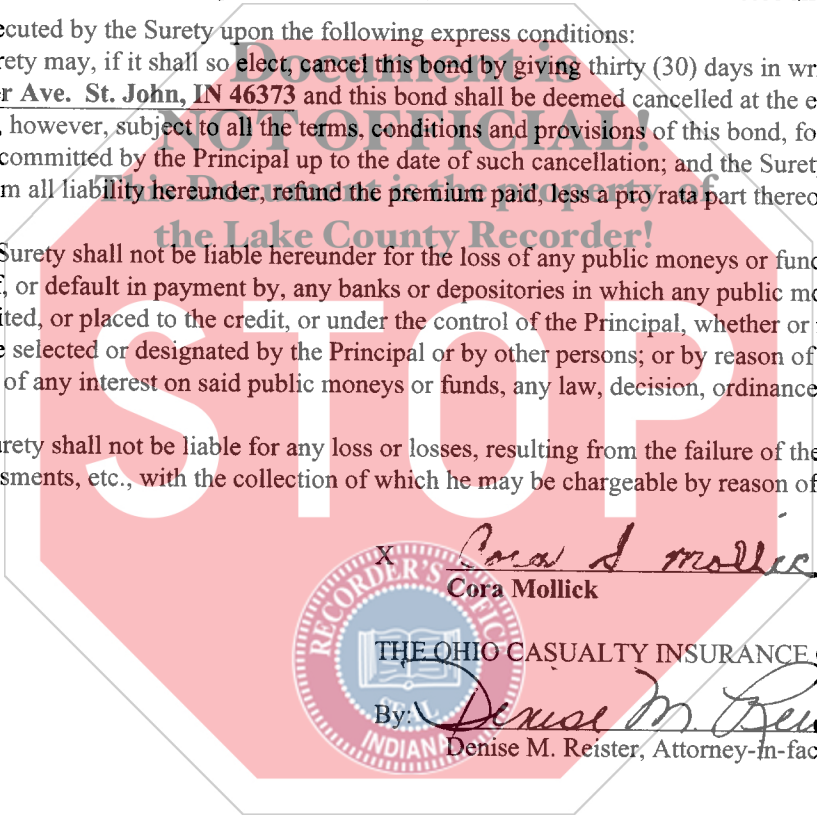 ecuted by the Surety upon the following express conditions:
Document is
rety may, if it shall so elect, cancel this bond by giving thirty (30) days in wr
r Ave. St. John, IN 46373 and this bond shall be deemed cancelled at the e
NOT OFFICIAL!
, however, subject to all the terms, conditions and provisions of this bond, fo
committed by the Principal up to the date of such cancellation; and the Surety
This Document is the property of
m all liability hereunder, refund the premium paid, less a pro rata part thereo
the Lake County Recorder!
Surety shall not be liable hereunder for the loss of any public moneys or fund
, or default in payment by, any banks or depositories in which any public mo
ited, or placed to the credit, or under the control of the Principal, whether or
e selected or designated by the Principal or by other persons; or by reason of
of any interest on said public moneys or funds, any law, decision, ordinance
STOP
urety shall not be liable for any loss or losses, resulting from the failure of the
sments, etc., with the collection of which he may be chargeable by reason of
X Cora S Mollic
Cora Mollick
RECORDER'S OFFIC
THE OHIO CASUALTY INSURANCE
SEAL
By: Denise M. Reis
INDIANA
Denise M. Reister, Attorney-in-fac